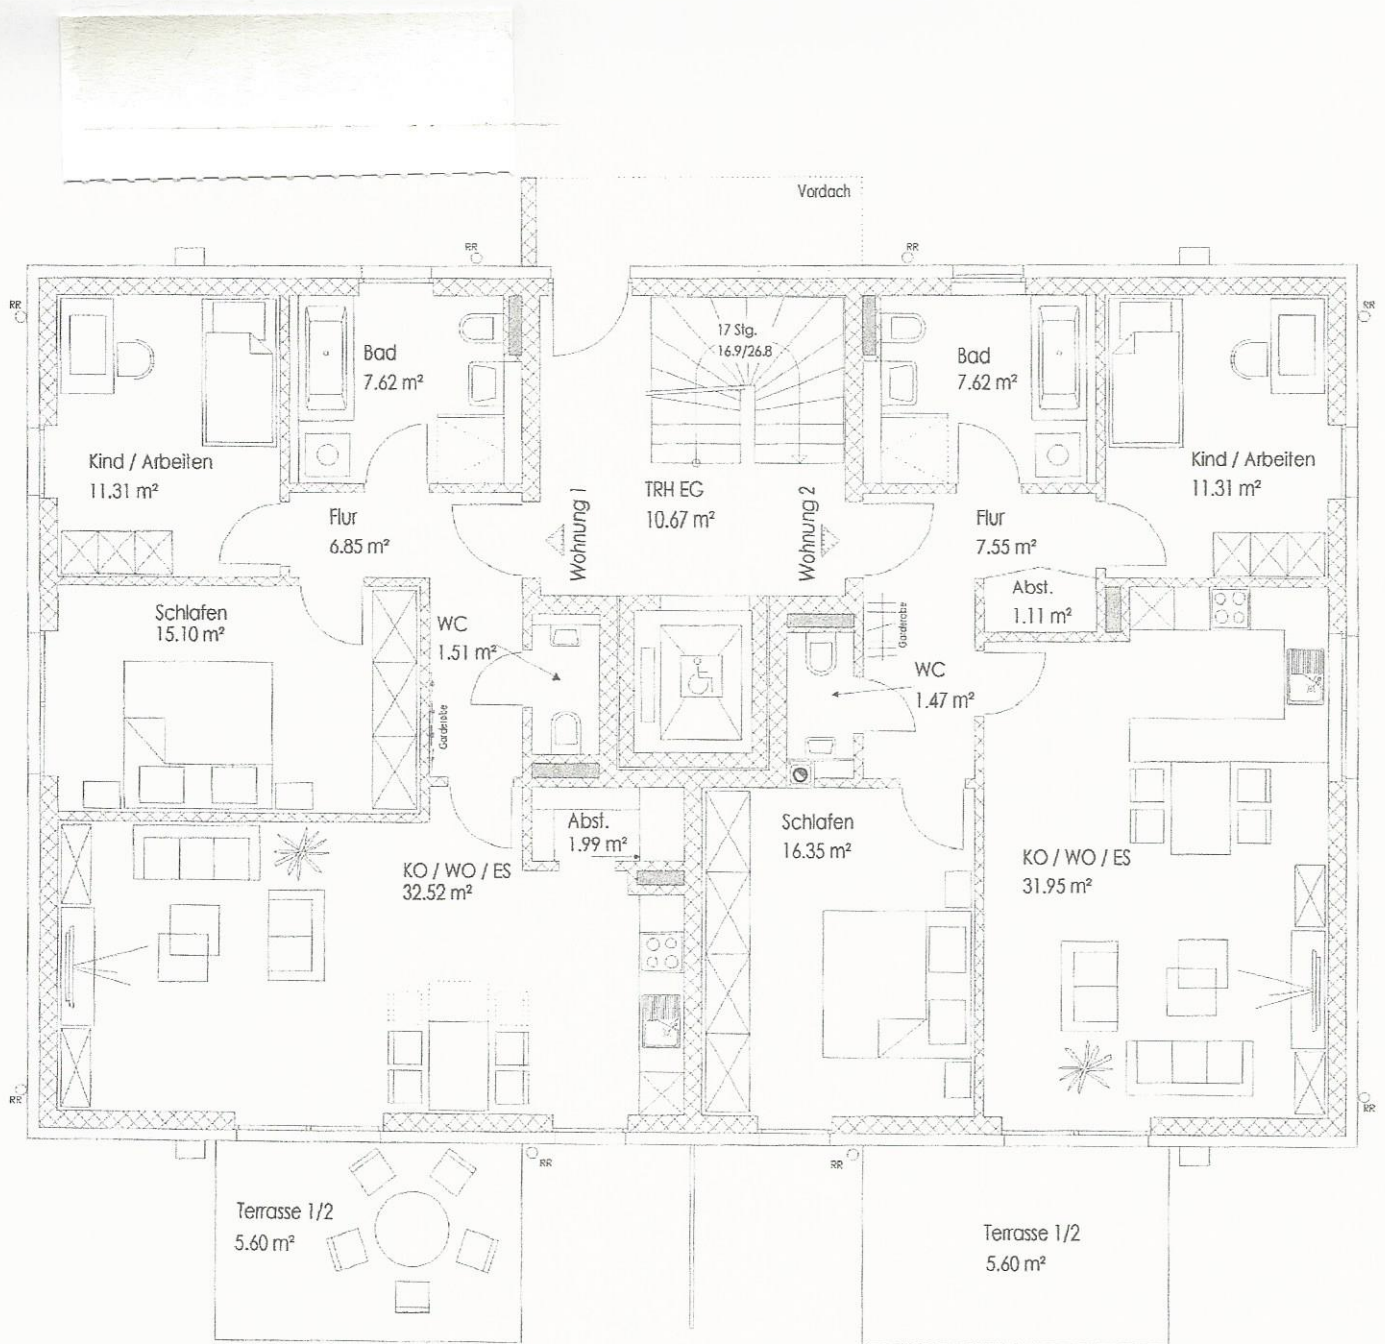 Vordach
RR
RR
RR
RR
17 Stg.
16.9/26.8
Bad
7.62 m²
Bad
7.62 m²
Kind / Arbeiten
11.31 m²
Kind / Arbeiten
11.31 m²
TRH EG
10.67 m²
Wohnung 1
Wohnung 2
Flur
6.85 m²
Flur
7.55 m²
Abst.
1.11 m²
Schlafen
15.10 m²
WC
1.51 m²
Garderobe
Garderobe
WC
1.47 m²
Abst.
1.99 m²
Schlafen
16.35 m²
KO / WO / ES
32.52 m²
KO / WO / ES
31.95 m²
RR
RR
RR
RR
Terrasse 1/2
5.60 m²
Terrasse 1/2
5.60 m²